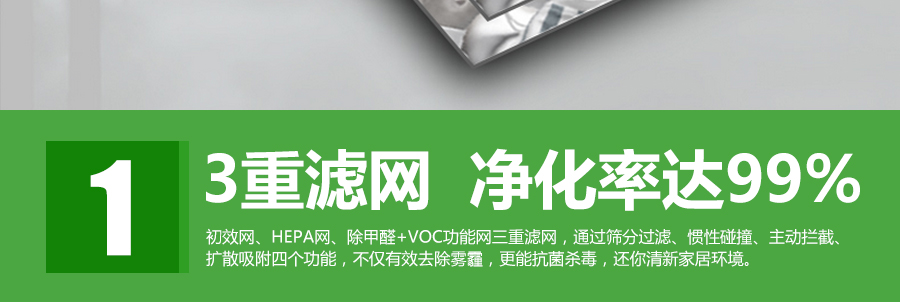 1
3重滤网 净化率达99%
初效网、HEPA网、除甲醛+VOC功能网三重滤网，通过筛分过滤、惯性碰撞、主动拦截、
扩散吸附四个功能，不仅有效去除雾霾，更能抗菌杀毒，还你清新家居环境。